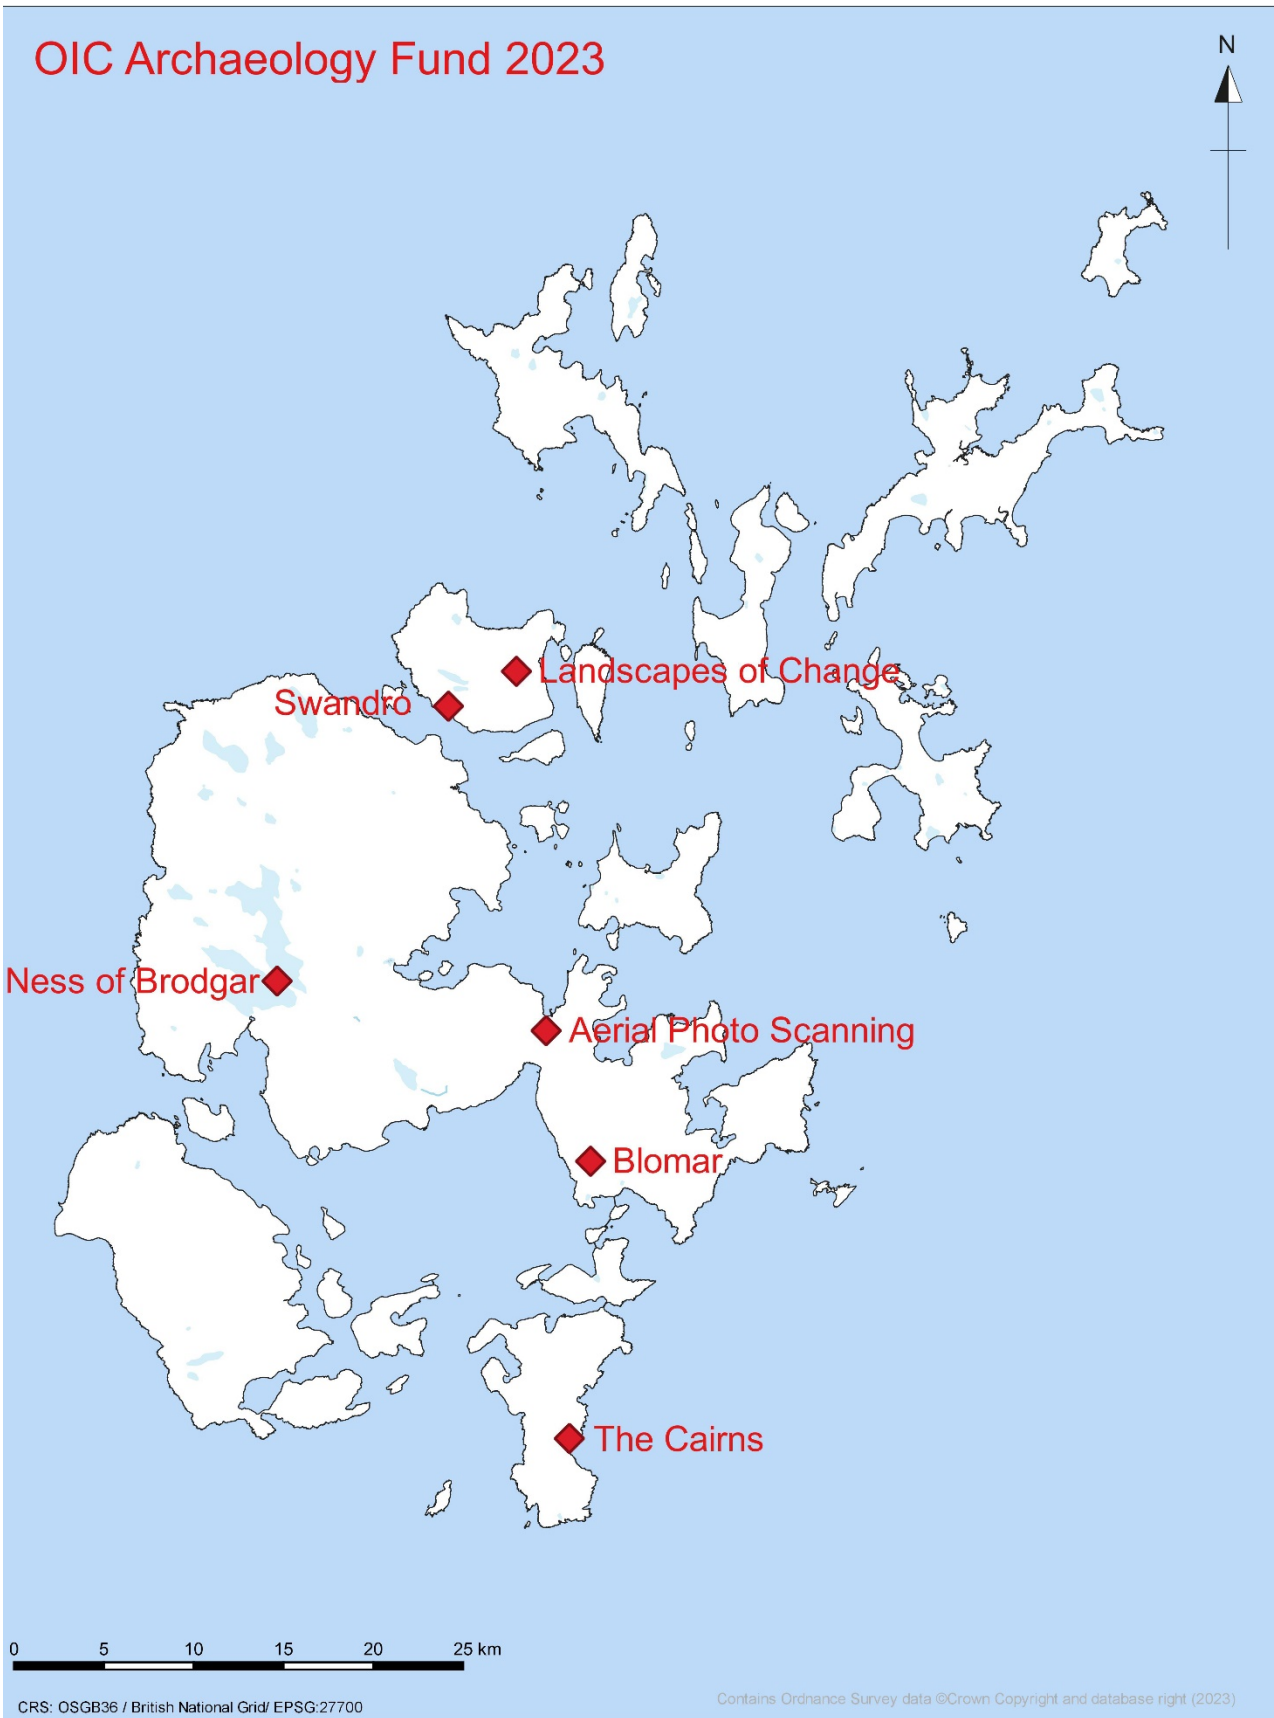 OIC Archaeology Fund 2023
N
Landscapes of Change
Swandro
Ness of Brodgar
Aerial Photo Scanning
Blomar
The Cairns
0 5 10 15 20 25 km
CRS: OSGB36 / British National Grid/ EPSG:27700
Contains Ordnance Survey data ©Crown Copyright and database right (2023)